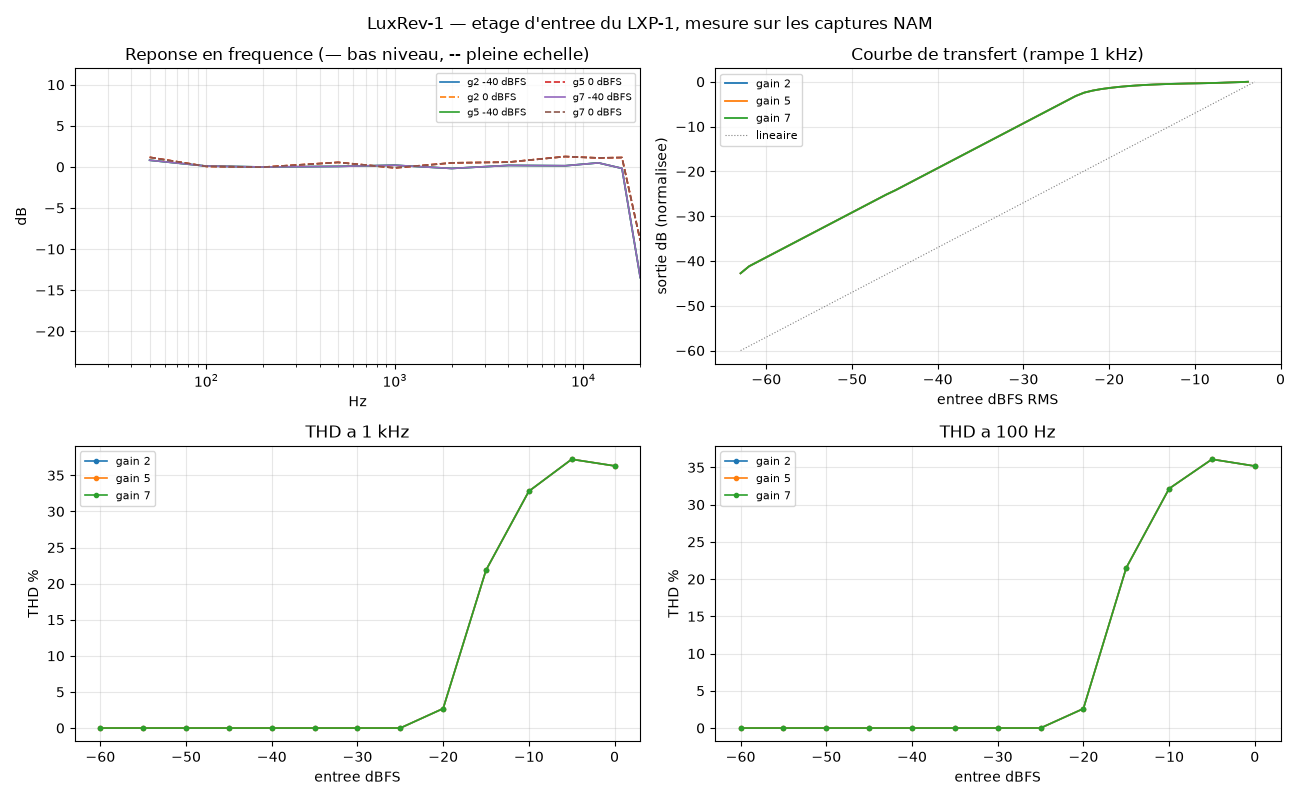 LuxRev-1 — etage d'entree du LXP-1, mesure sur les captures NAM
Reponse en frequence (— bas niveau, -- pleine echelle)
10
5
0
−5
−10
−15
−20
dB
g2 -40 dBFS
g2 0 dBFS
g5 -40 dBFS
g5 0 dBFS
g7 -40 dBFS
g7 0 dBFS
10²
10³
10⁴
Hz
Courbe de transfert (rampe 1 kHz)
0
−10
−20
−30
−40
−50
−60
sortie dB (normalisee)
gain 2
gain 5
gain 7
lineaire
−60
−50
−40
−30
−20
−10
0
entree dBFS RMS
THD a 1 kHz
35
30
25
20
15
10
5
0
THD %
gain 2
gain 5
gain 7
−60
−50
−40
−30
−20
−10
0
entree dBFS
THD a 100 Hz
35
30
25
20
15
10
5
0
THD %
gain 2
gain 5
gain 7
−60
−50
−40
−30
−20
−10
0
entree dBFS